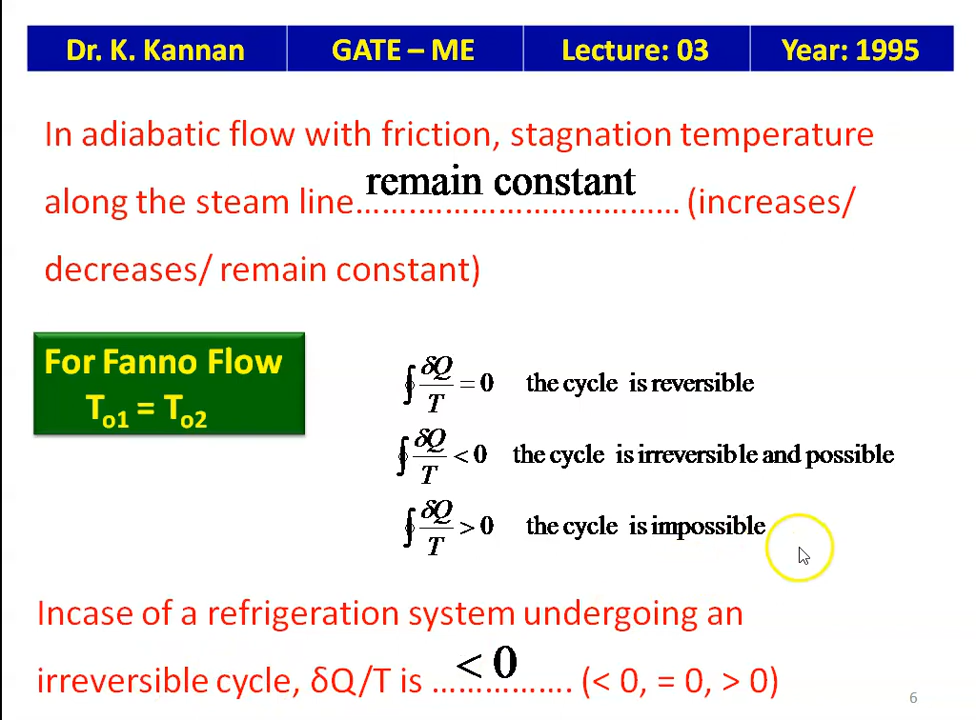 Dr. K. Kannan GATE – ME Lecture: 03 Year: 1995
In adiabatic flow with friction, stagnation temperature
remain constant
along the steam line……………………………… (increases/
decreases/ remain constant)
For Fanno Flow
To1 = To2
∮ δQ/T = 0 the cycle is reversible
∮ δQ/T < 0 the cycle is irreversible and possible
∮ δQ/T > 0 the cycle is impossible
Incase of a refrigeration system undergoing an
< 0
irreversible cycle, δQ/T is ……………. (< 0, = 0, > 0)
6